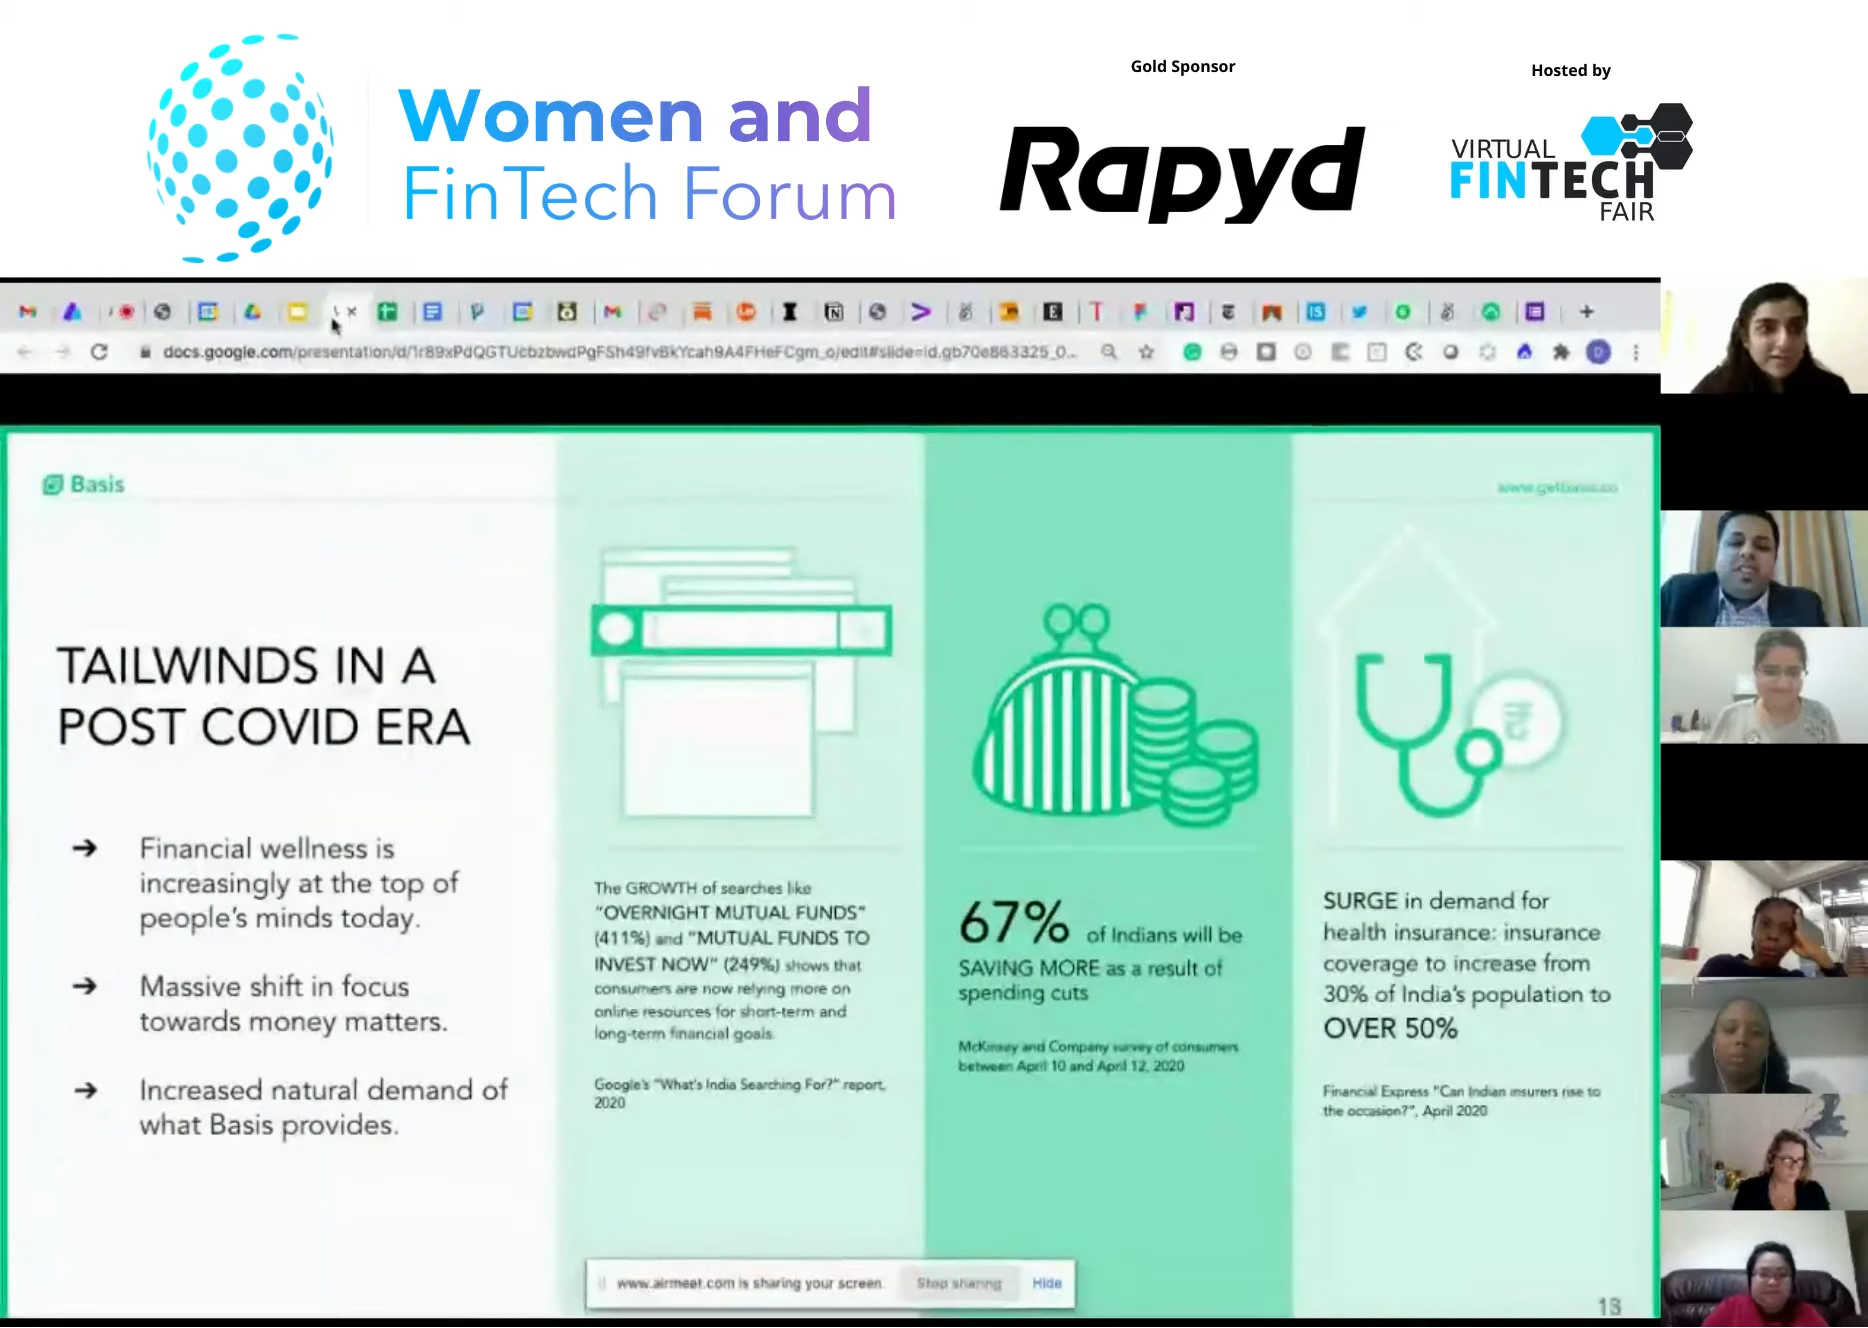 Women and
FinTech Forum
Gold Sponsor
Rapyd
Hosted by
VIRTUAL
FINTECH
FAIR
Basis
TAILWINDS IN A
POST COVID ERA
➔ Financial wellness is
increasingly at the top of
people's minds today.
➔ Massive shift in focus
towards money matters.
➔ Increased natural demand of
what Basis provides.
The GROWTH of searches like
"OVERNIGHT MUTUAL FUNDS"
(411%) and "MUTUAL FUNDS TO
INVEST NOW" (249%) shows that
consumers are now relying more on
online resources for short-term and
long-term financial goals.
Google's "What's India Searching For?" report,
2020
67% of Indians will be
SAVING MORE as a result of
spending cuts
McKinsey and Company survey of consumers
between April 10 and April 12, 2020
SURGE in demand for
health insurance: insurance
coverage to increase from
30% of India's population to
OVER 50%
Financial Express "Can Indian insurers rise to
the occasion?", April 2020
www.airmeet.com is sharing your screen. Stop sharing Hide